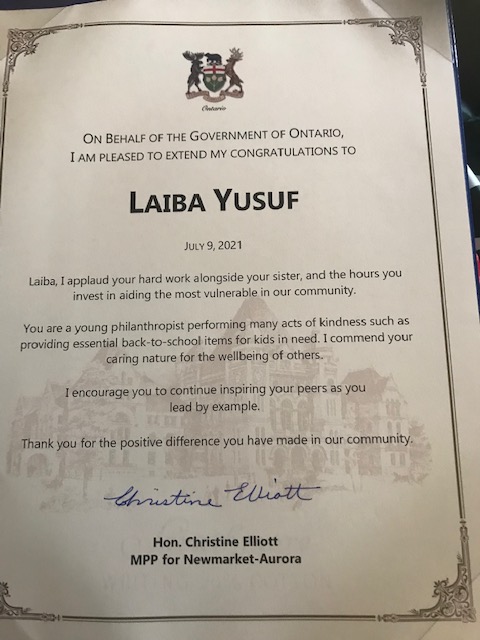 Ontario
ON BEHALF OF THE GOVERNMENT OF ONTARIO,
I AM PLEASED TO EXTEND MY CONGRATULATIONS TO
LAIBA YUSUF
JULY 9, 2021
Laiba, I applaud your hard work alongside your sister, and the hours you
invest in aiding the most vulnerable in our community.
You are a young philanthropist performing many acts of kindness such as
providing essential back-to-school items for kids in need. I commend your
caring nature for the wellbeing of others.
I encourage you to continue inspiring your peers as you
lead by example.
Thank you for the positive difference you have made in our community.
Christine Elliott
Hon. Christine Elliott
MPP for Newmarket-Aurora